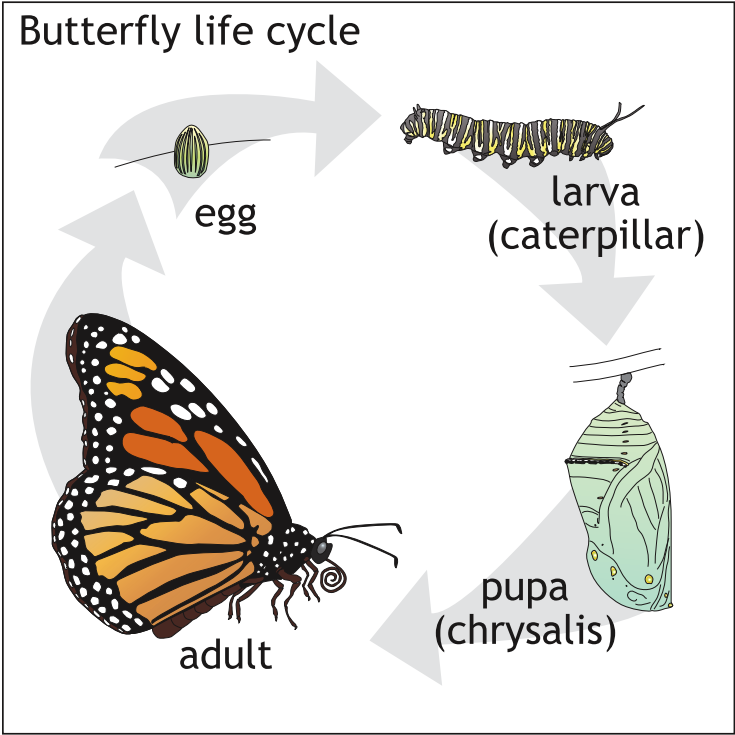 Butterfly life cycle
egg
larva
(caterpillar)
pupa
(chrysalis)
adult